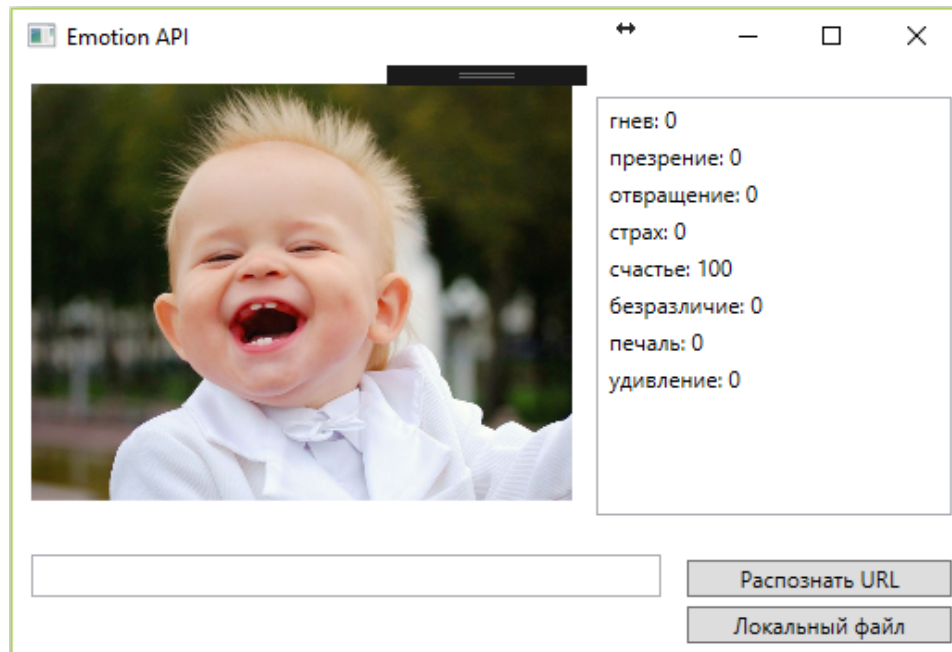 Emotion API
гнев: 0
презрение: 0
отвращение: 0
страх: 0
счастье: 100
безразличие: 0
печаль: 0
удивление: 0
Распознать URL
Локальный файл